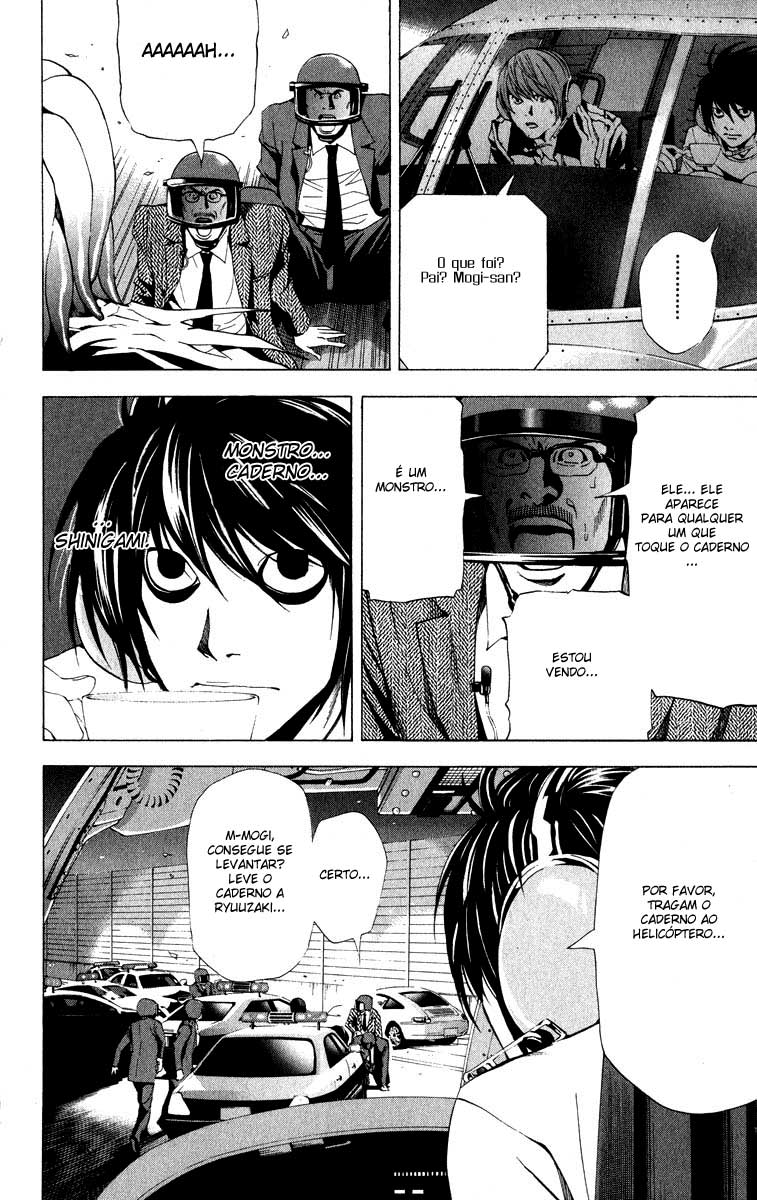 O que foi?
Pai? Mogi-san?
.........
AAAAAAH...
ELE... ELE
APARECE
PARA QUALQUER
UM QUE
TOQUE O CADERNO
...
É UM
MONSTRO...
ESTOU
VENDO...
MONSTRO...
CADERNO...
...
SHINIGAMI!
POR FAVOR,
TRAGAM O
CADERNO AO
HELICÓPTERO...
CERTO...
M-MOGI,
CONSEGUE SE
LEVANTAR?
LEVE O
CADERNO A
RYUUZAKI...